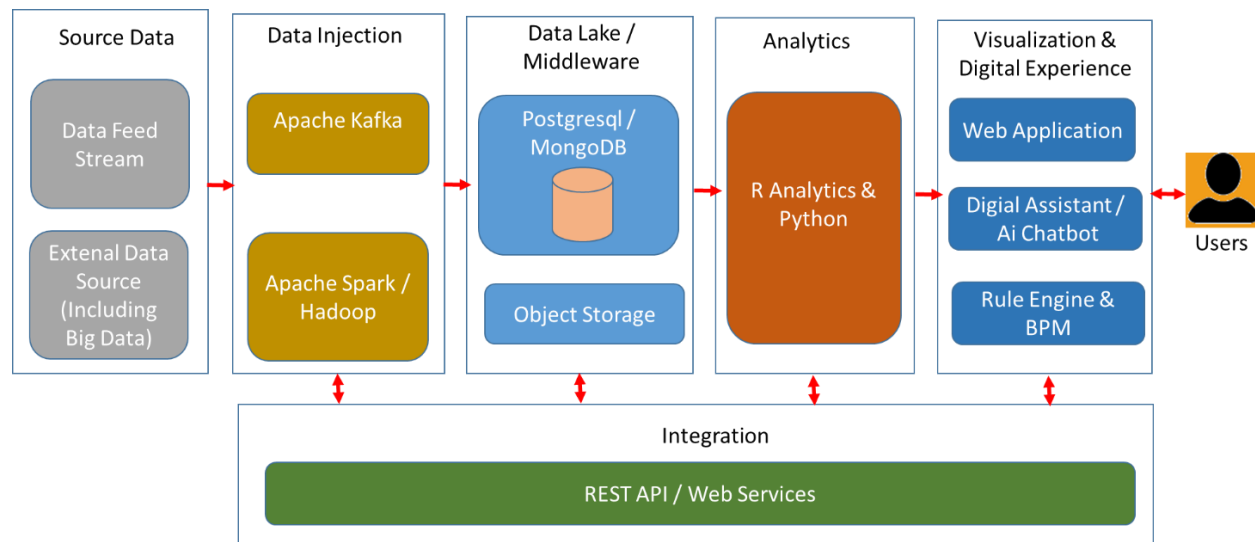 Source Data
Data Feed
Stream
Extenal Data
Source
(Including
Big Data)
Data Injection
Apache Kafka
Apache Spark /
Hadoop
Data Lake /
Middleware
Postgresql /
MongoDB
Object Storage
Analytics
R Analytics &
Python
Visualization &
Digital Experience
Web Application
Digial Assistant /
Ai Chatbot
Rule Engine &
BPM
Users
Integration
REST API / Web Services